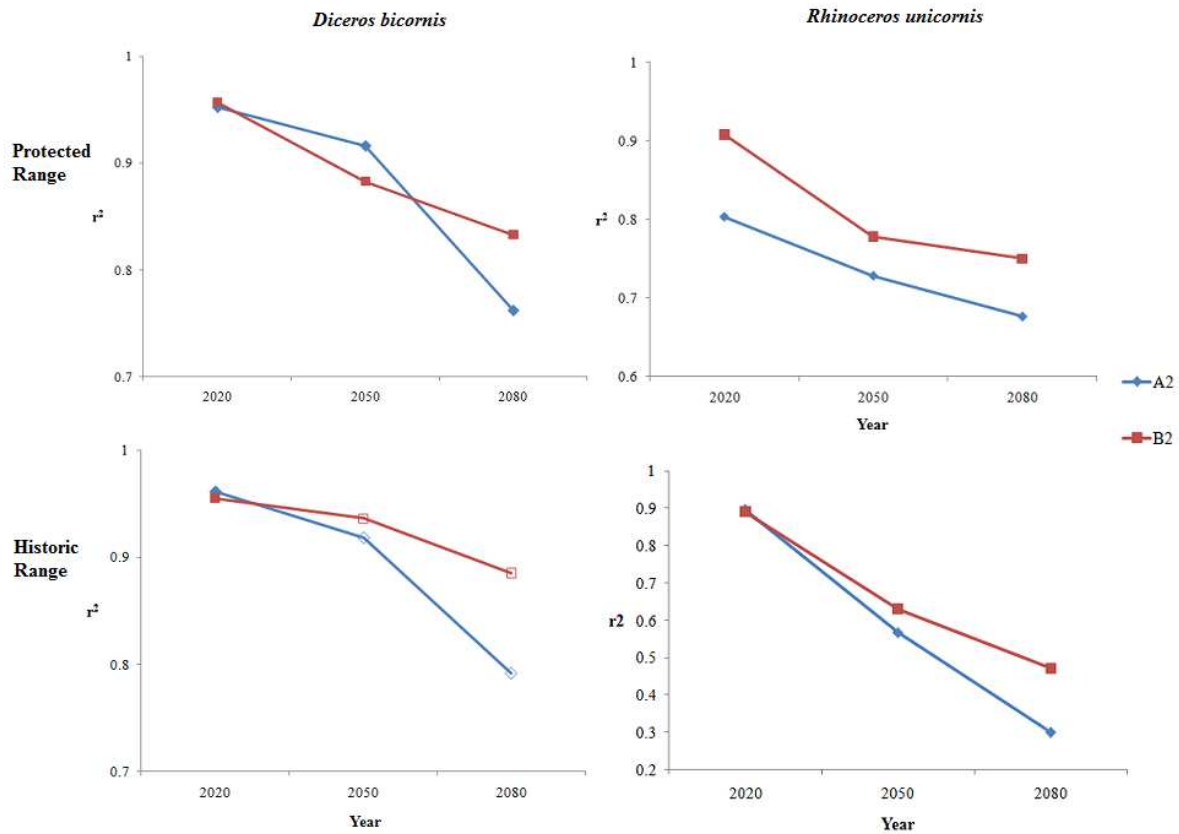 Diceros bicornis
Rhinoceros unicornis
Protected
Range
r²
1
0.9
0.8
0.7
2020
2050
2080
r²
1
0.9
0.8
0.7
0.6
2020
2050
2080
Year
A2
B2
Historic
Range
r²
1
0.9
0.8
0.7
2020
2050
2080
Year
r2
1
0.9
0.8
0.7
0.6
0.5
0.4
0.3
0.2
2020
2050
2080
Year